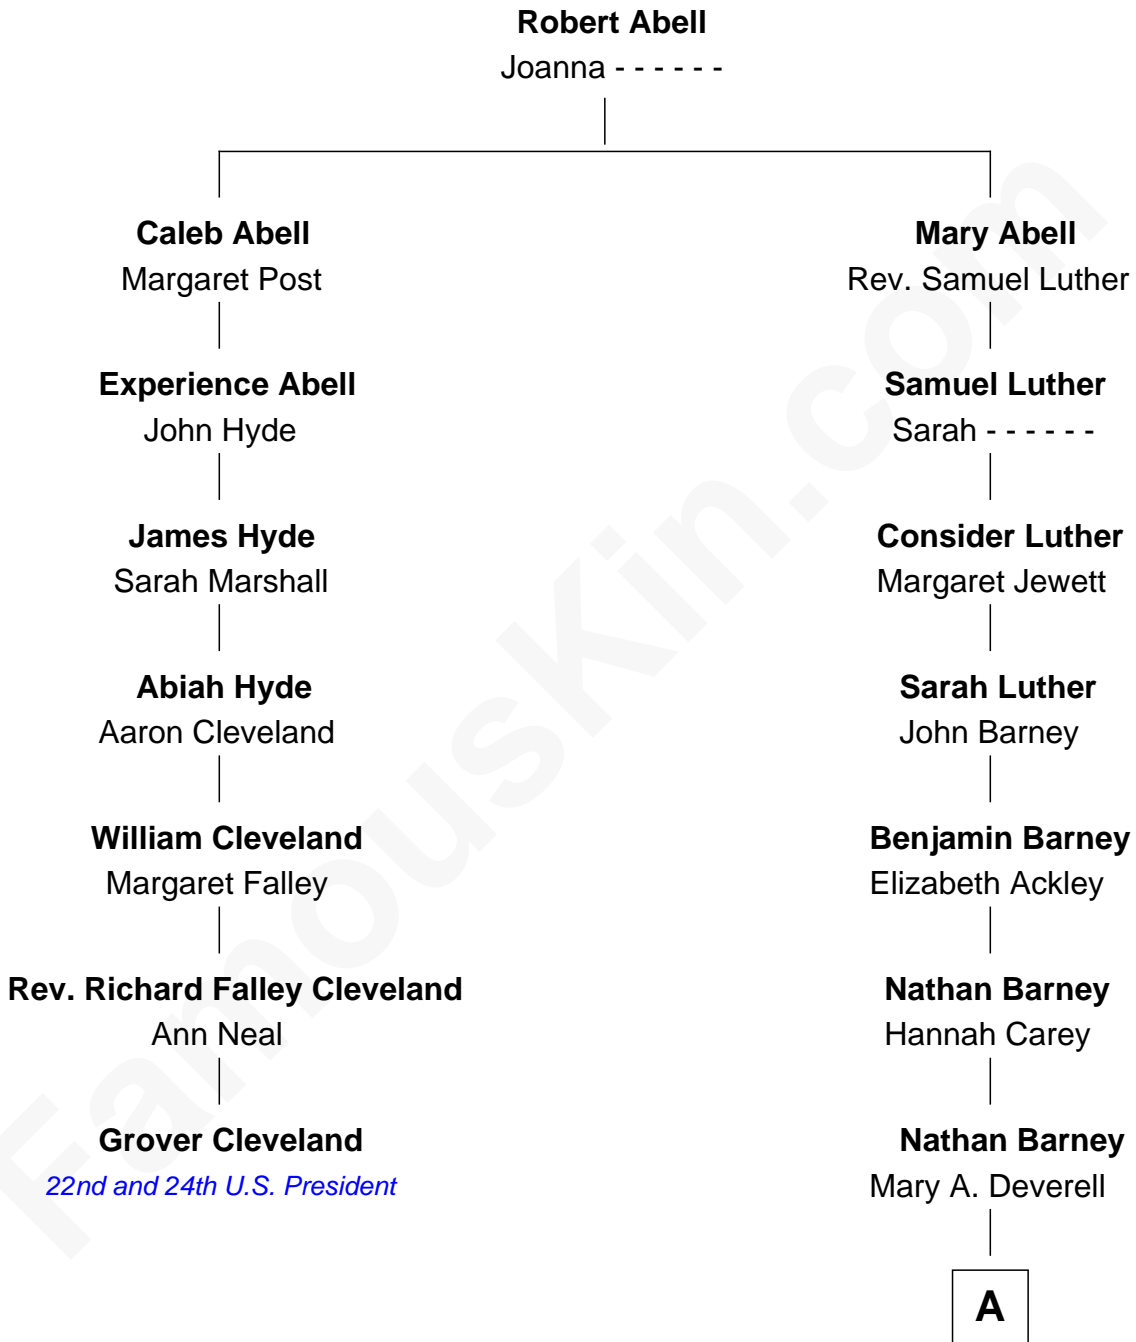 Robert Abell
Joanna - - - - - -
Caleb Abell
Margaret Post
Mary Abell
Rev. Samuel Luther
Experience Abell
John Hyde
Samuel Luther
Sarah - - - - - -
James Hyde
Sarah Marshall
Consider Luther
Margaret Jewett
Abiah Hyde
Aaron Cleveland
Sarah Luther
John Barney
William Cleveland
Margaret Falley
Benjamin Barney
Elizabeth Ackley
Rev. Richard Falley Cleveland
Ann Neal
Nathan Barney
Hannah Carey
Grover Cleveland
22nd and 24th U.S. President
Nathan Barney
Mary A. Deverell
A
FamousKin.com